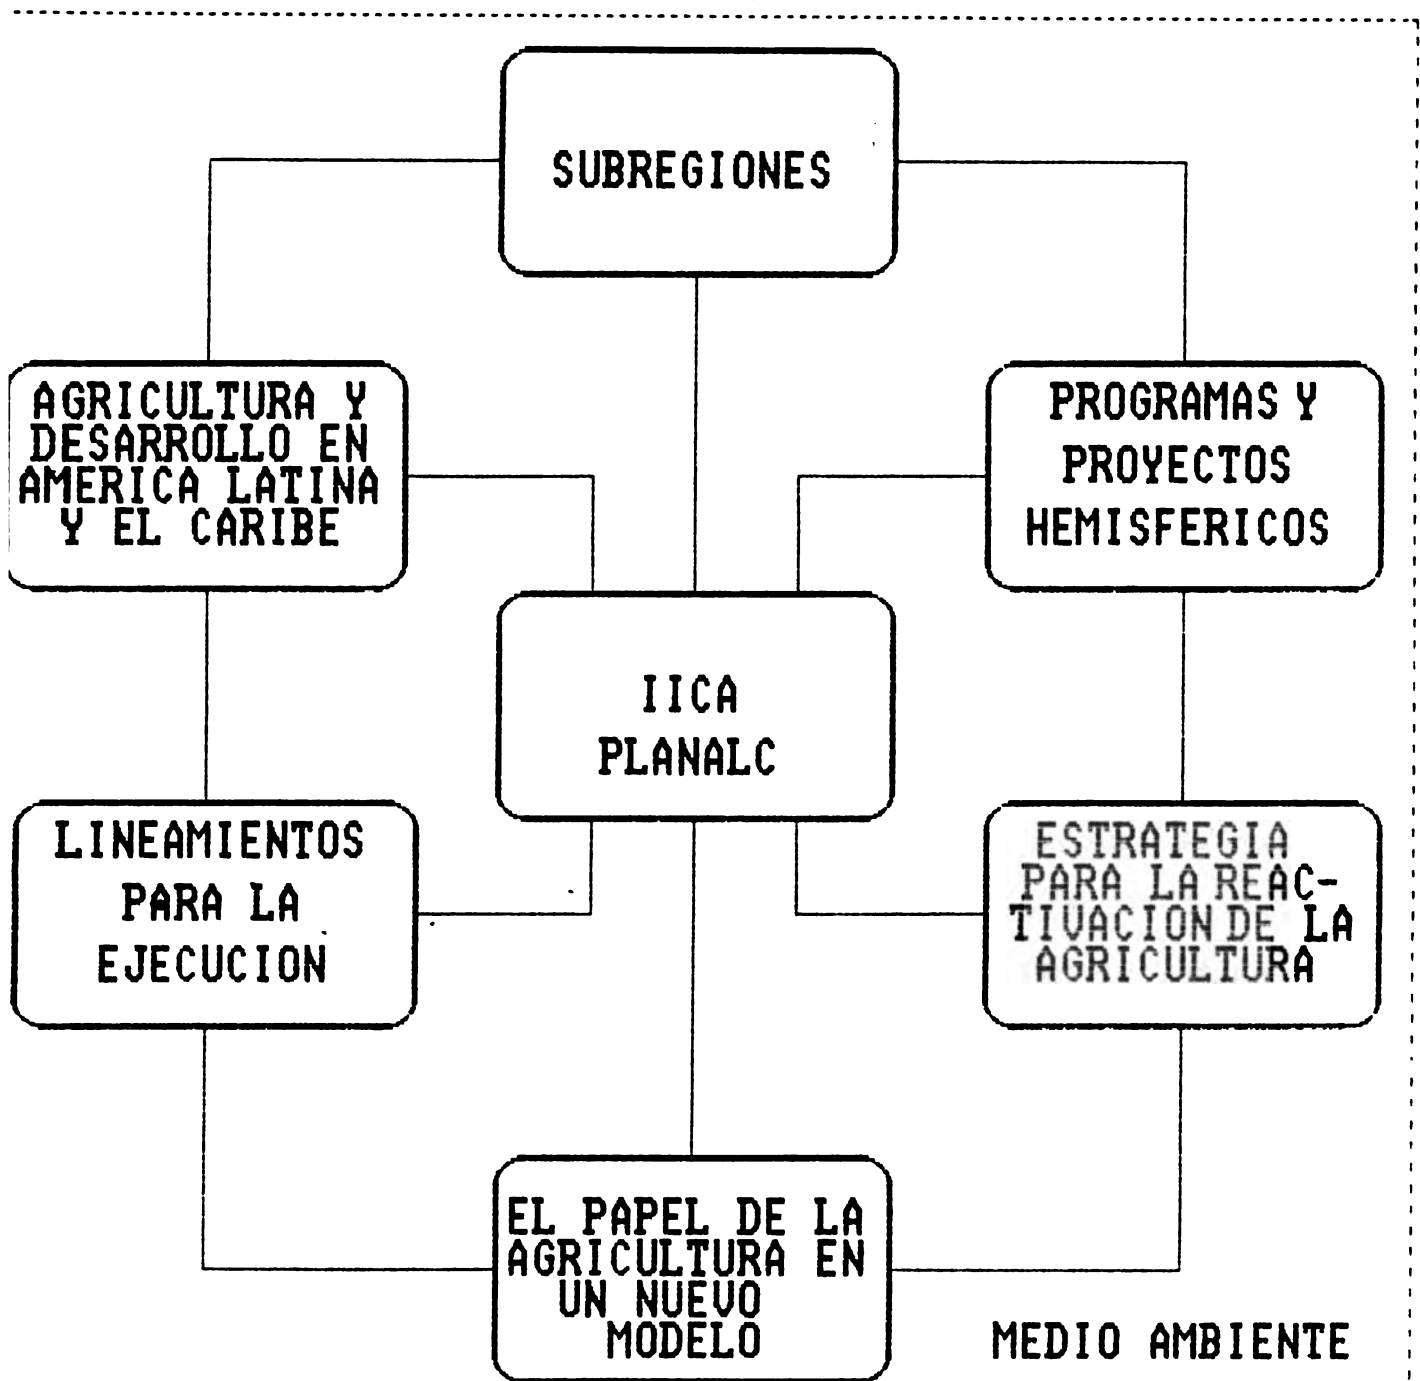 SUBREGIONES
AGRICULTURA Y
DESARROLLO EN
AMERICA LATINA
Y EL CARIBE
PROGRAMAS Y
PROYECTOS
HEMISFERICOS
IICA
PLANALC
LINEAMIENTOS
PARA LA
EJECUCION
ESTRATEGIA
PARA LA REAC-
TIVACION DE LA
AGRICULTURA
EL PAPEL DE LA
AGRICULTURA EN
UN NUEVO
MODELO
MEDIO AMBIENTE